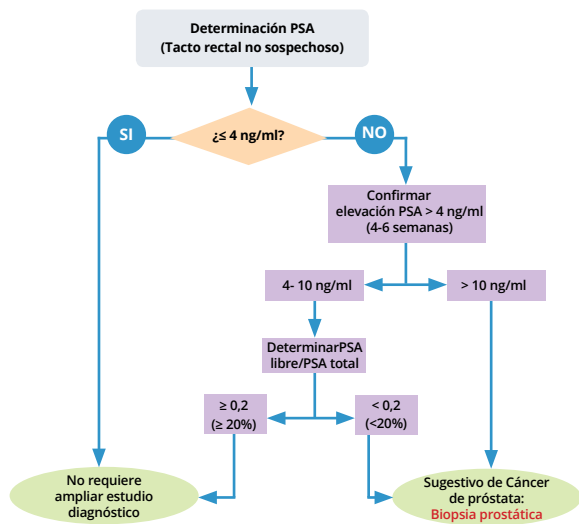 Determinación PSA
(Tacto rectal no sospechoso)
SI
¿≤ 4 ng/ml?
NO
Confirmar
elevación PSA > 4 ng/ml
(4-6 semanas)
4- 10 ng/ml
> 10 ng/ml
DeterminarPSA
libre/PSA total
≥ 0,2
(≥ 20%)
< 0,2
(<20%)
No requiere
ampliar estudio
diagnóstico
Sugestivo de Cáncer
de próstata:
Biopsia prostática